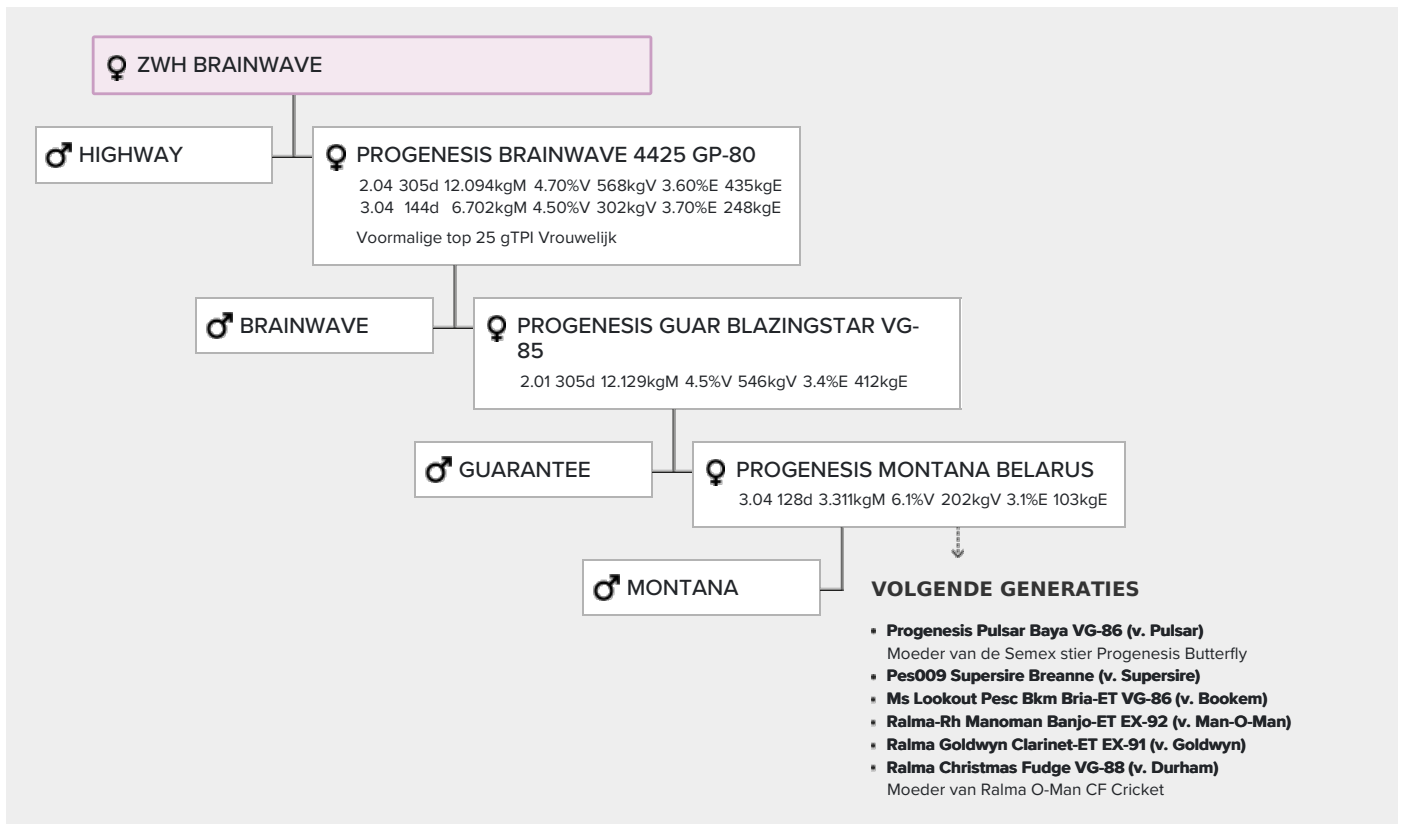 ZWH BRAINWAVE
HIGHWAY
PROGENESIS BRAINWAVE 4425 GP-80
2.04 305d 12.094kgM 4.70%V 568kgV 3.60%E 435kgE
3.04 144d 6.702kgM 4.50%V 302kgV 3.70%E 248kgE
Voormalige top 25 gTPI Vrouwelijk
BRAINWAVE
PROGENESIS GUAR BLAZINGSTAR VG-
85
2.01 305d 12.129kgM 4.5%V 546kgV 3.4%E 412kgE
GUARANTEE
PROGENESIS MONTANA BELARUS
3.04 128d 3.311kgM 6.1%V 202kgV 3.1%E 103kgE
MONTANA
VOLGENDE GENERATIES
Progenesis Pulsar Baya VG-86 (v. Pulsar)
Moeder van de Semex stier Progenesis Butterfly
Pes009 Supersire Breanne (v. Supersire)
Ms Lookout Pesc Bkm Bria-ET VG-86 (v. Bookem)
Ralma-Rh Manoman Banjo-ET EX-92 (v. Man-O-Man)
Ralma Goldwyn Clarinet-ET EX-91 (v. Goldwyn)
Ralma Christmas Fudge VG-88 (v. Durham)
Moeder van Ralma O-Man CF Cricket